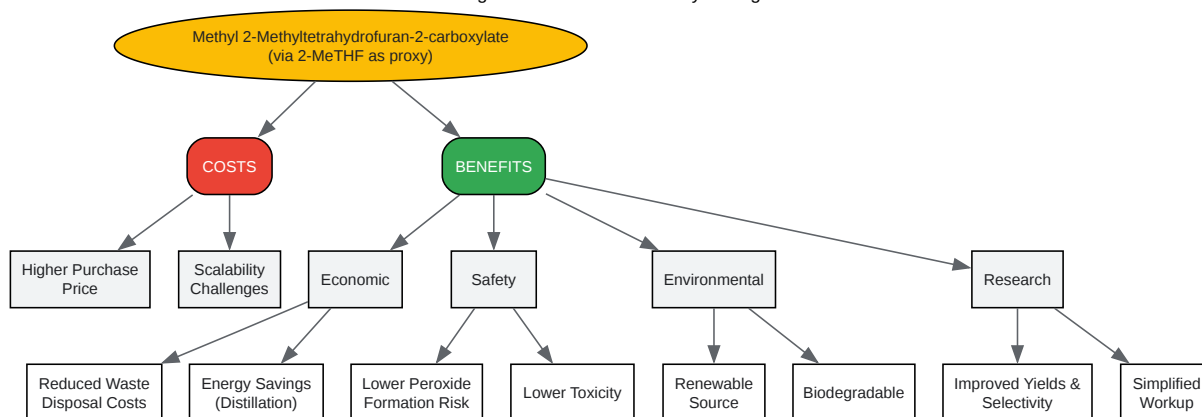 Methyl 2-Methyltetrahydrofuran-2-carboxylate
(via 2-MeTHF as proxy)
COSTS
BENEFITS
Higher Purchase
Price
Scalability
Challenges
Economic
Safety
Environmental
Research
Reduced Waste
Disposal Costs
Energy Savings
(Distillation)
Lower Peroxide
Formation Risk
Lower Toxicity
Renewable
Source
Biodegradable
Improved Yields &
Selectivity
Simplified
Workup